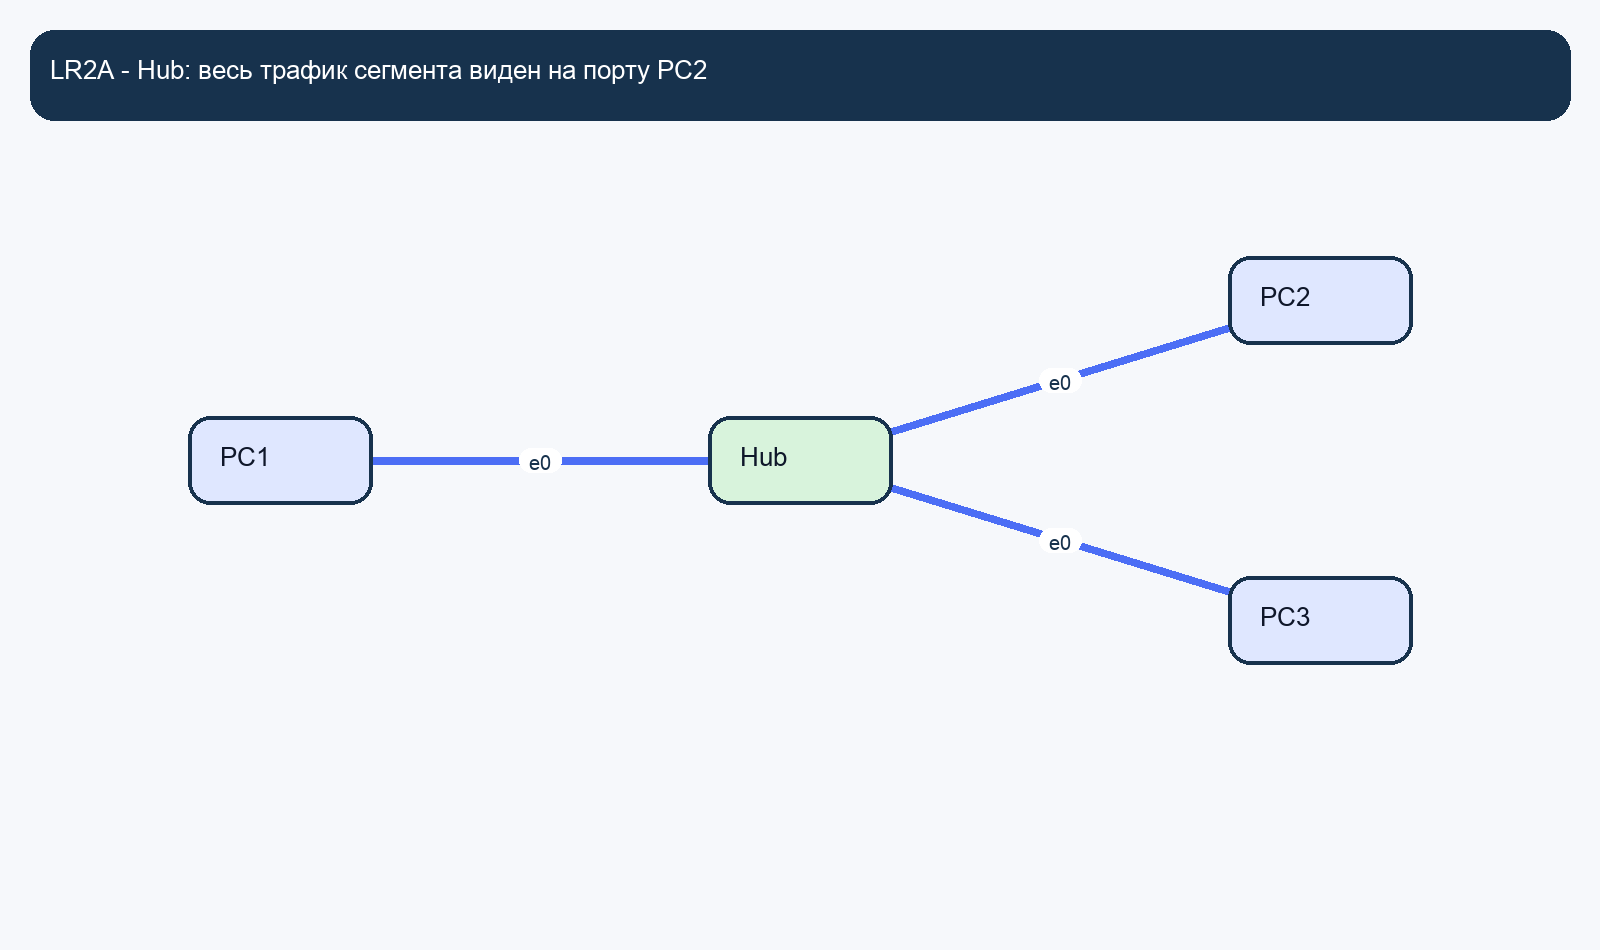 LR2A - Hub: весь трафик сегмента виден на порту PC2
PC2
e0
PC1
e0
Hub
e0
PC3